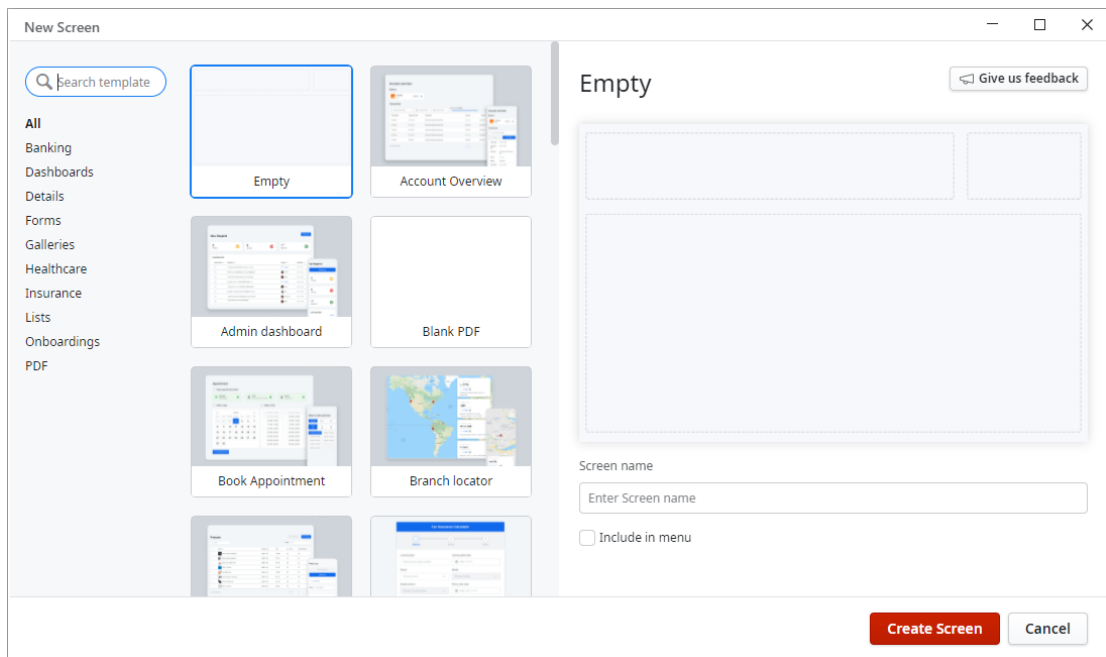 New Screen
Search template
All
Banking
Dashboards
Details
Forms
Galleries
Healthcare
Insurance
Lists
Onboardings
PDF
Empty
Account Overview
Admin dashboard
Blank PDF
Book Appointment
Branch locator
Empty
Give us feedback
Screen name
Enter Screen name
Include in menu
Create Screen
Cancel